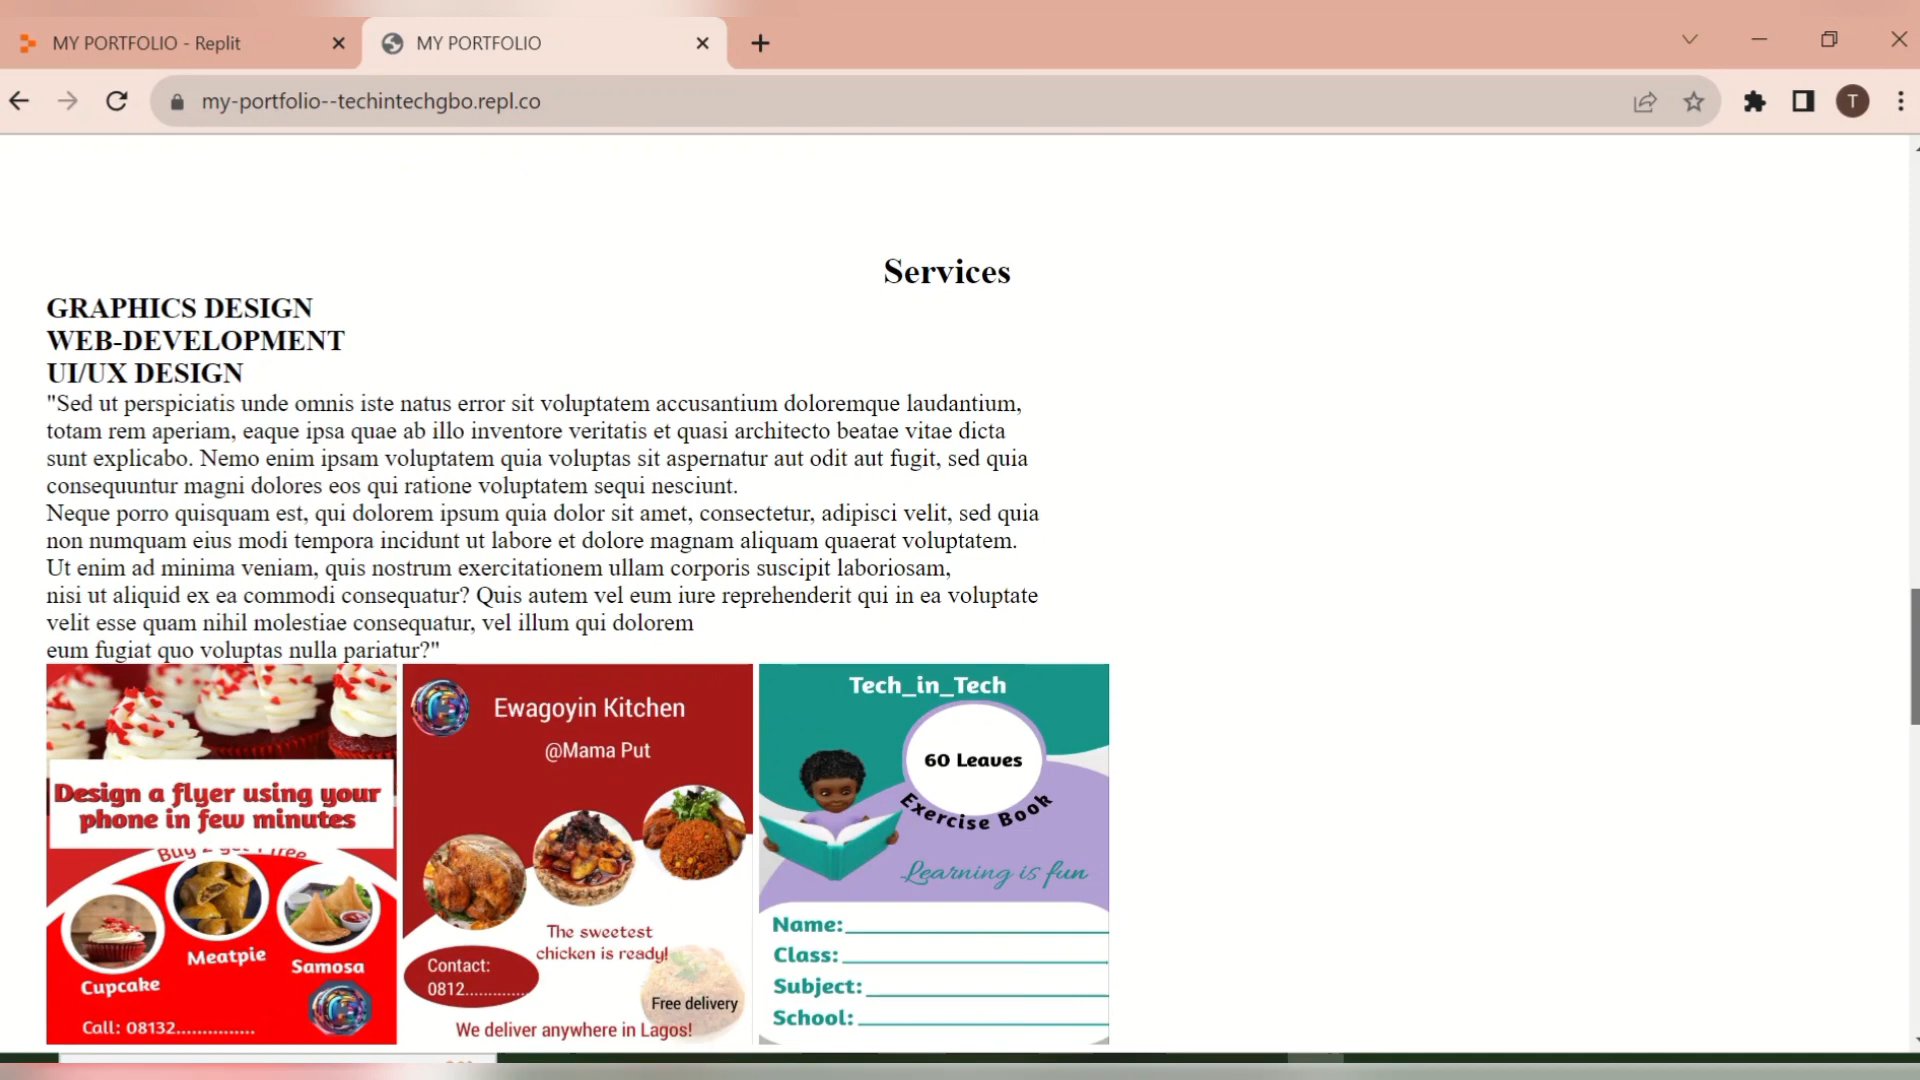 MY PORTFOLIO - Replit
MY PORTFOLIO
my-portfolio--techintechgbo.repl.co
T
Services
GRAPHICS DESIGN
WEB-DEVELOPMENT
UI/UX DESIGN
"Sed ut perspiciatis unde omnis iste natus error sit voluptatem accusantium doloremque laudantium,
totam rem aperiam, eaque ipsa quae ab illo inventore veritatis et quasi architecto beatae vitae dicta
sunt explicabo. Nemo enim ipsam voluptatem quia voluptas sit aspernatur aut odit aut fugit, sed quia
consequuntur magni dolores eos qui ratione voluptatem sequi nesciunt.
Neque porro quisquam est, qui dolorem ipsum quia dolor sit amet, consectetur, adipisci velit, sed quia
non numquam eius modi tempora incidunt ut labore et dolore magnam aliquam quaerat voluptatem.
Ut enim ad minima veniam, quis nostrum exercitationem ullam corporis suscipit laboriosam,
nisi ut aliquid ex ea commodi consequatur? Quis autem vel eum iure reprehenderit qui in ea voluptate
velit esse quam nihil molestiae consequatur, vel illum qui dolorem
eum fugiat quo voluptas nulla pariatur?"
Design a flyer using your
phone in few minutes
Cupcake
Meatpie
Samosa
Call: 08132...............
Ewagoyin Kitchen
@Mama Put
The sweetest
chicken is ready!
Contact:
0812..............
Free delivery
We deliver anywhere in Lagos!
Tech_in_Tech
60 Leaves
Exercise Book
Learning is fun
Name:
Class:
Subject:
School: